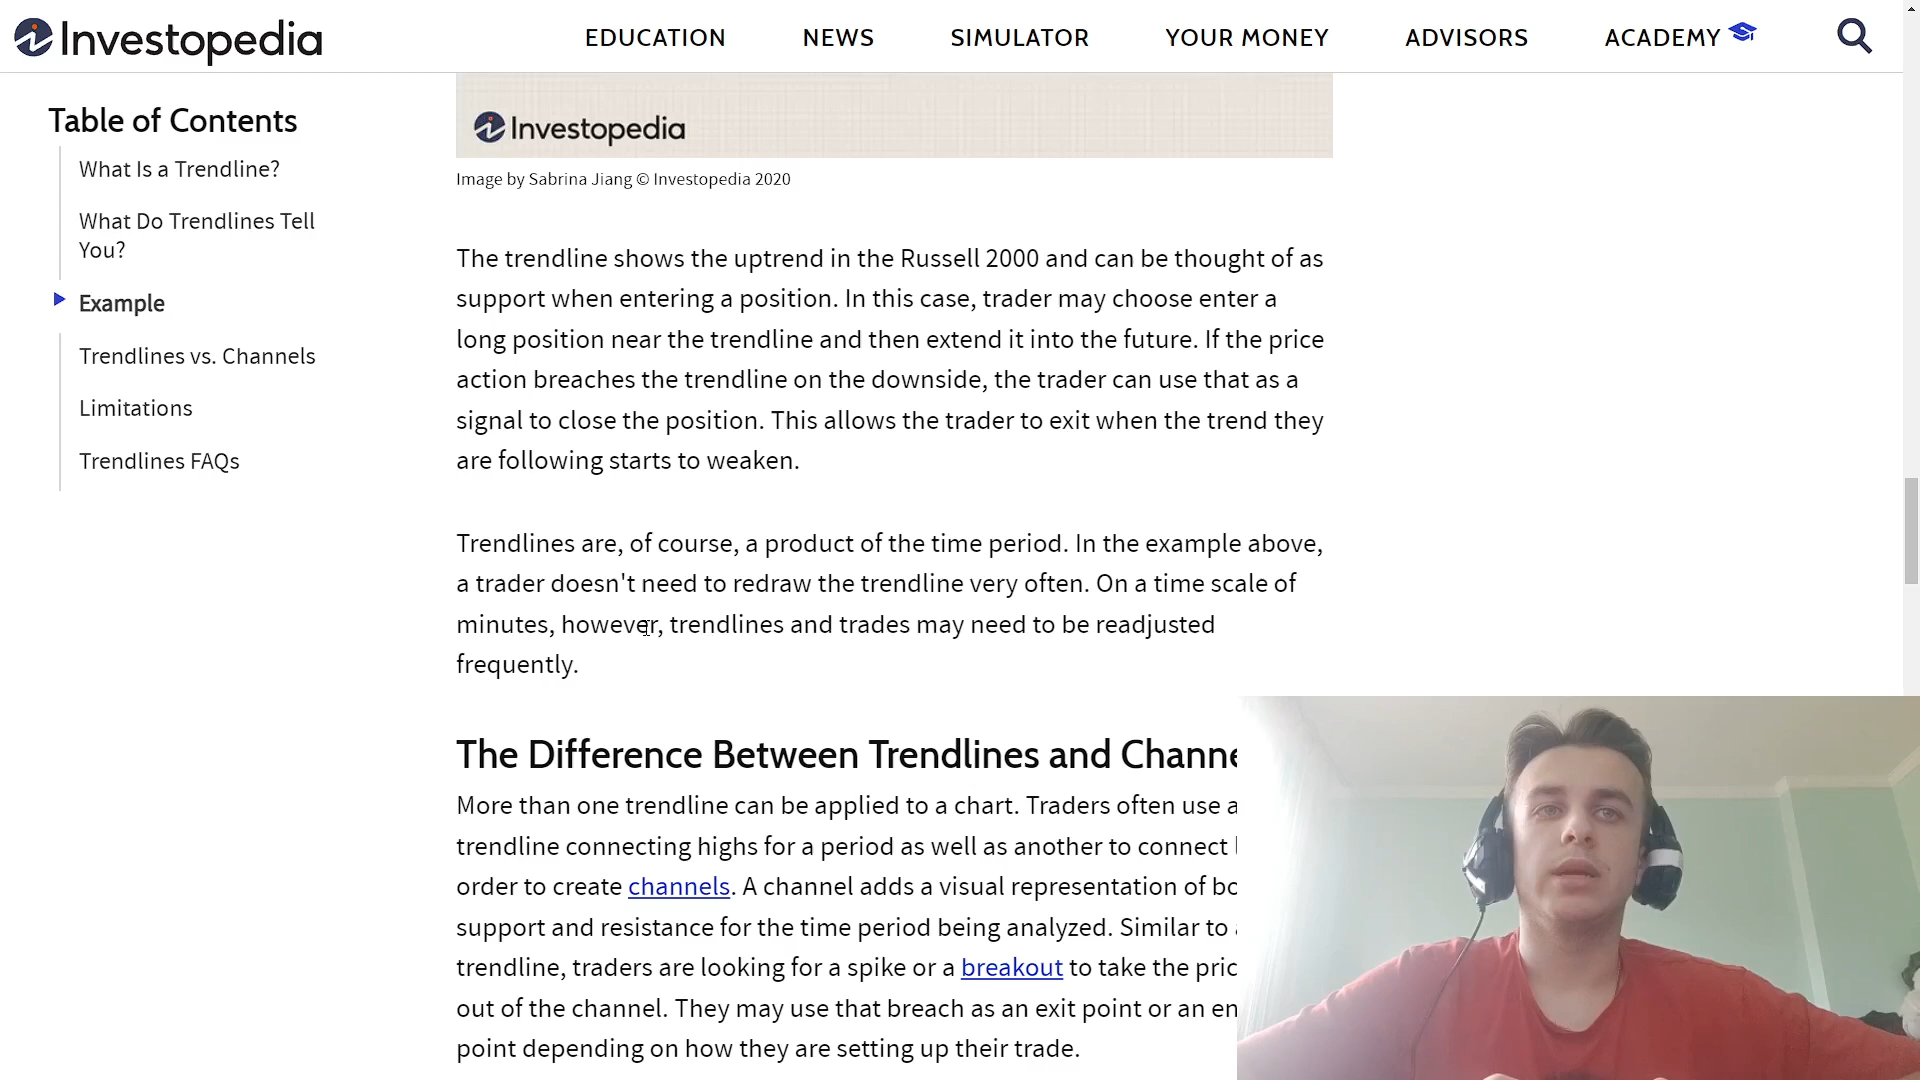 Investopedia
EDUCATION
NEWS
SIMULATOR
YOUR MONEY
ADVISORS
ACADEMY
Table of Contents
What Is a Trendline?
What Do Trendlines Tell
You?
Example
Trendlines vs. Channels
Limitations
Trendlines FAQs
Investopedia
Image by Sabrina Jiang © Investopedia 2020
The trendline shows the uptrend in the Russell 2000 and can be thought of as
support when entering a position. In this case, trader may choose enter a
long position near the trendline and then extend it into the future. If the price
action breaches the trendline on the downside, the trader can use that as a
signal to close the position. This allows the trader to exit when the trend they
are following starts to weaken.
Trendlines are, of course, a product of the time period. In the example above,
a trader doesn't need to redraw the trendline very often. On a time scale of
minutes, however, trendlines and trades may need to be readjusted
frequently.
The Difference Between Trendlines and Channe
More than one trendline can be applied to a chart. Traders often use a
trendline connecting highs for a period as well as another to connect
order to create channels. A channel adds a visual representation of bo
support and resistance for the time period being analyzed. Similar to
trendline, traders are looking for a spike or a breakout to take the pric
out of the channel. They may use that breach as an exit point or an en
point depending on how they are setting up their trade.